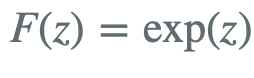 F(z) = exp(z)